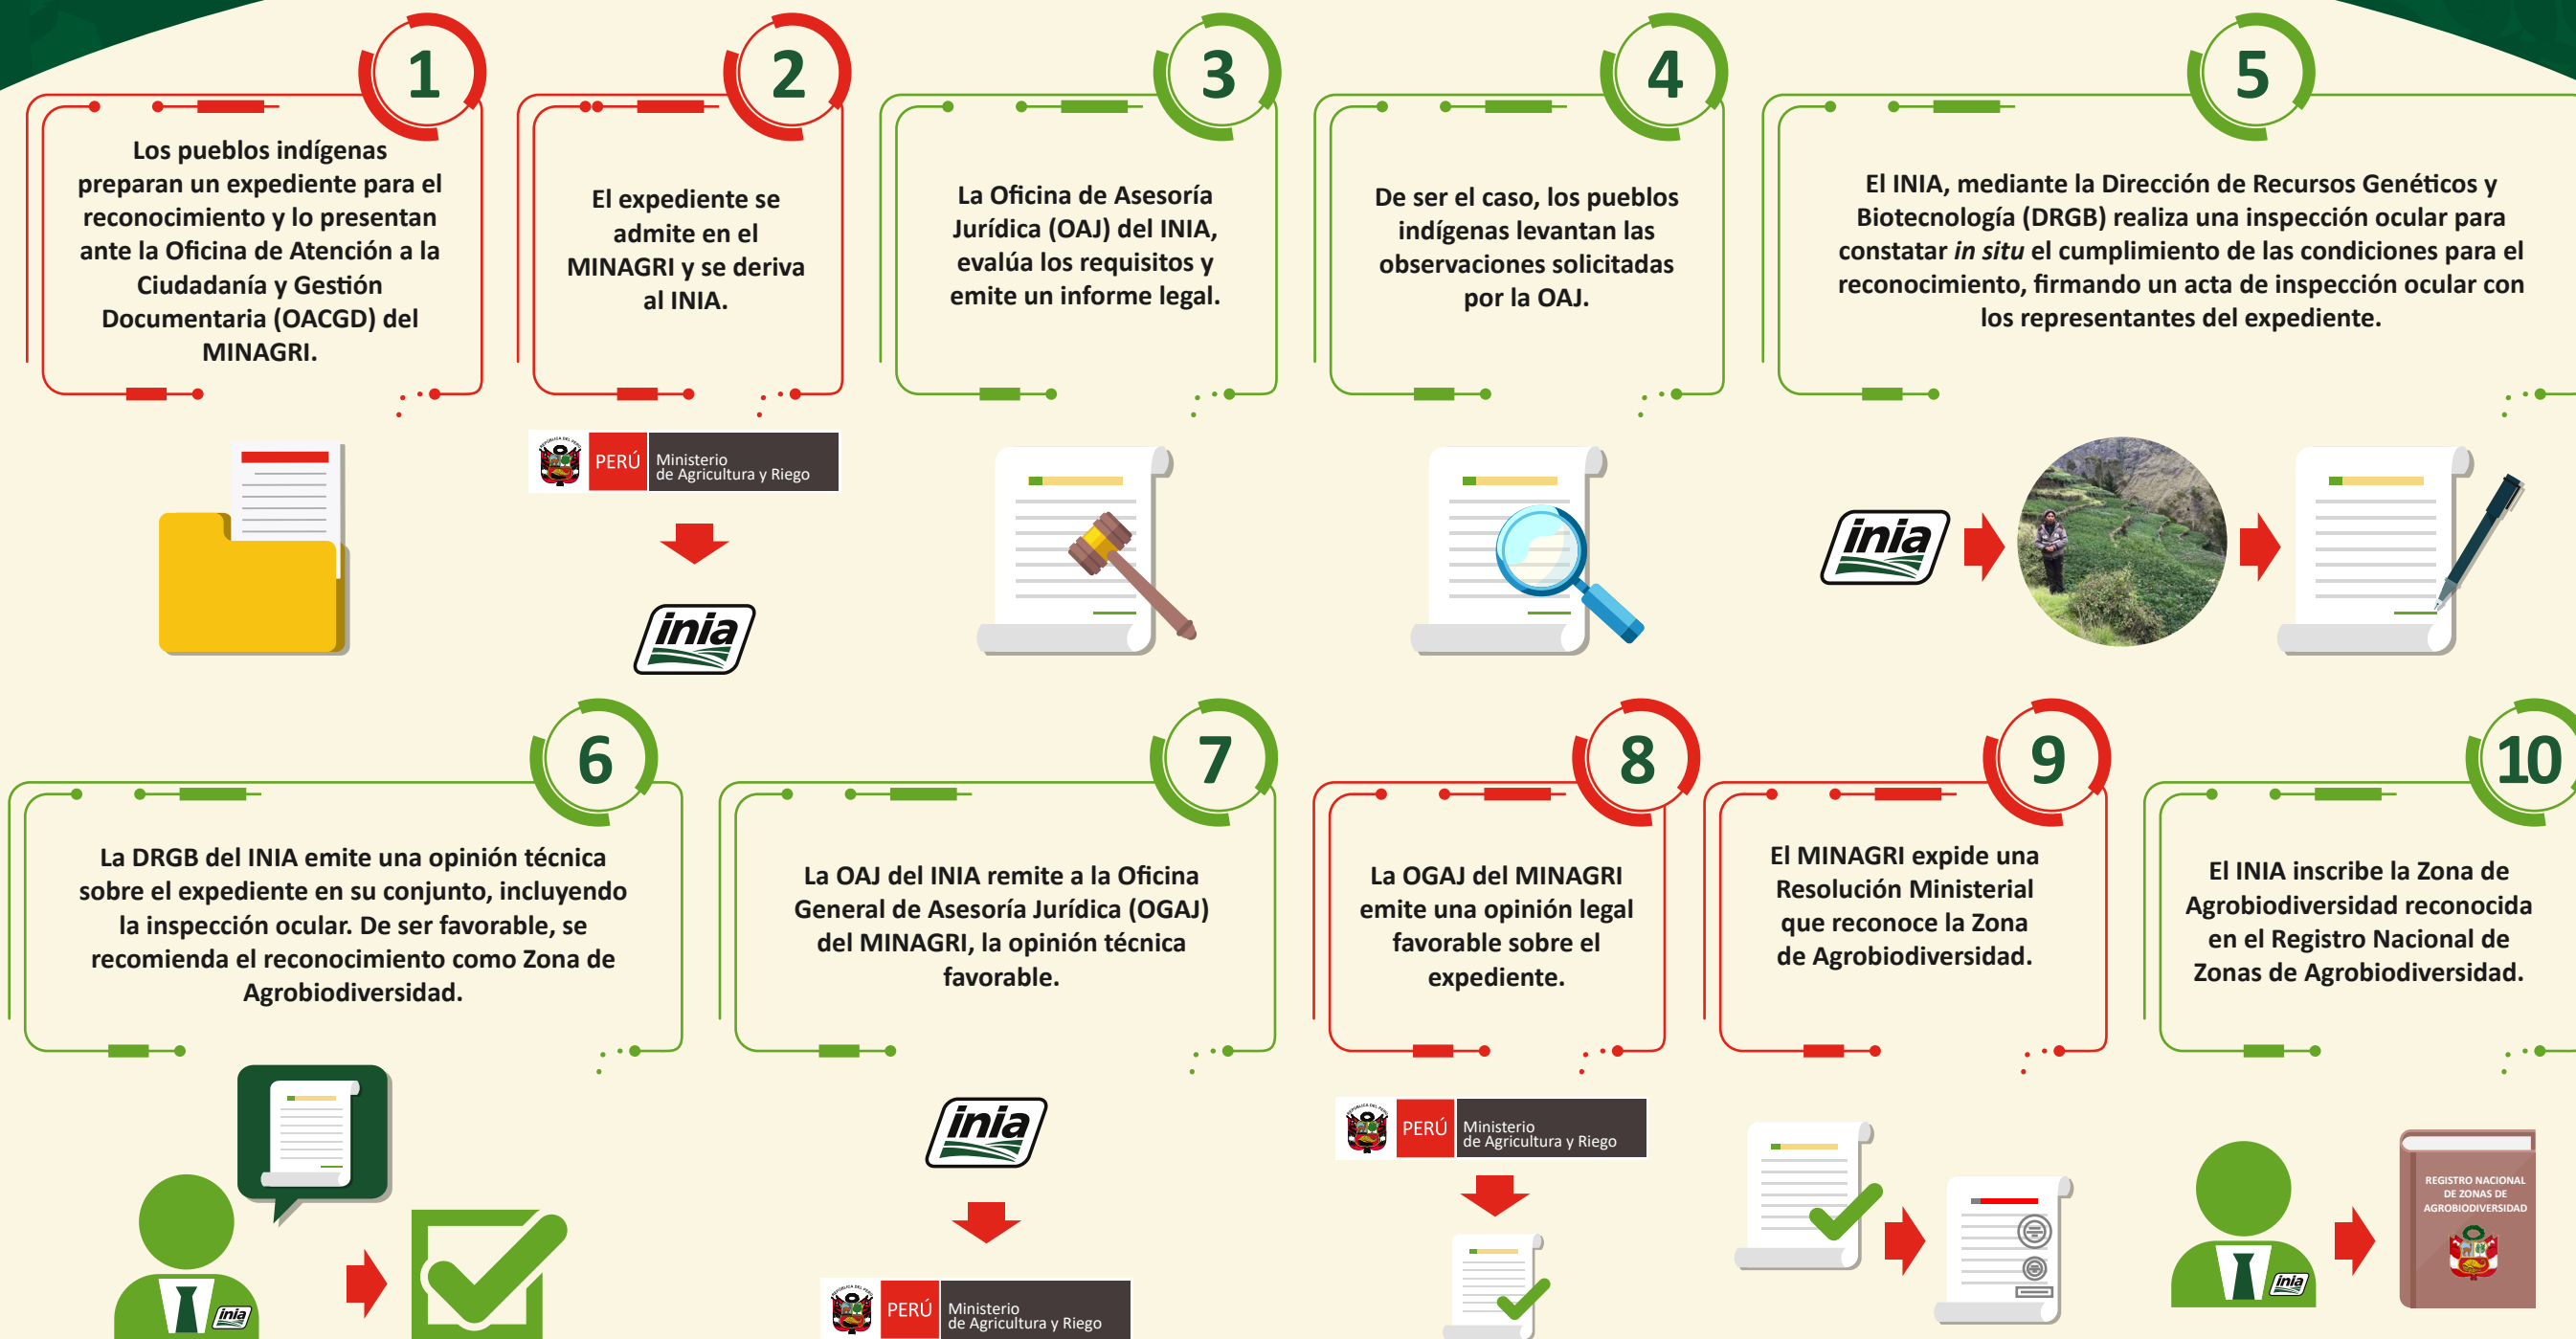 1
Los pueblos indígenas
preparan un expediente para el
reconocimiento y lo presentan
ante la Oficina de Atención a la
Ciudadanía y Gestión
Documentaria (OACGD) del
MINAGRI.
2
El expediente se
admite en el
MINAGRI y se deriva
al INIA.
REPÚBLICA DEL PERÚ
PERÚ
Ministerio
de Agricultura y Riego
inia
3
La Oficina de Asesoría
Jurídica (OAJ) del INIA,
evalúa los requisitos y
emite un informe legal.
4
De ser el caso, los pueblos
indígenas levantan las
observaciones solicitadas
por la OAJ.
5
El INIA, mediante la Dirección de Recursos Genéticos y
Biotecnología (DRGB) realiza una inspección ocular para
constatar in situ el cumplimiento de las condiciones para el
reconocimiento, firmando un acta de inspección ocular con
los representantes del expediente.
inia
6
La DRGB del INIA emite una opinión técnica
sobre el expediente en su conjunto, incluyendo
la inspección ocular. De ser favorable, se
recomienda el reconocimiento como Zona de
Agrobiodiversidad.
inia
7
La OAJ del INIA remite a la Oficina
General de Asesoría Jurídica (OGAJ)
del MINAGRI, la opinión técnica
favorable.
inia
REPÚBLICA DEL PERÚ
PERÚ
Ministerio
de Agricultura y Riego
8
La OGAJ del MINAGRI
emite una opinión legal
favorable sobre el
expediente.
REPÚBLICA DEL PERÚ
PERÚ
Ministerio
de Agricultura y Riego
9
El MINAGRI expide una
Resolución Ministerial
que reconoce la Zona
de Agrobiodiversidad.
10
El INIA inscribe la Zona de
Agrobiodiversidad reconocida
en el Registro Nacional de
Zonas de Agrobiodiversidad.
inia
REGISTRO NACIONAL
DE ZONAS DE
AGROBIODIVERSIDAD